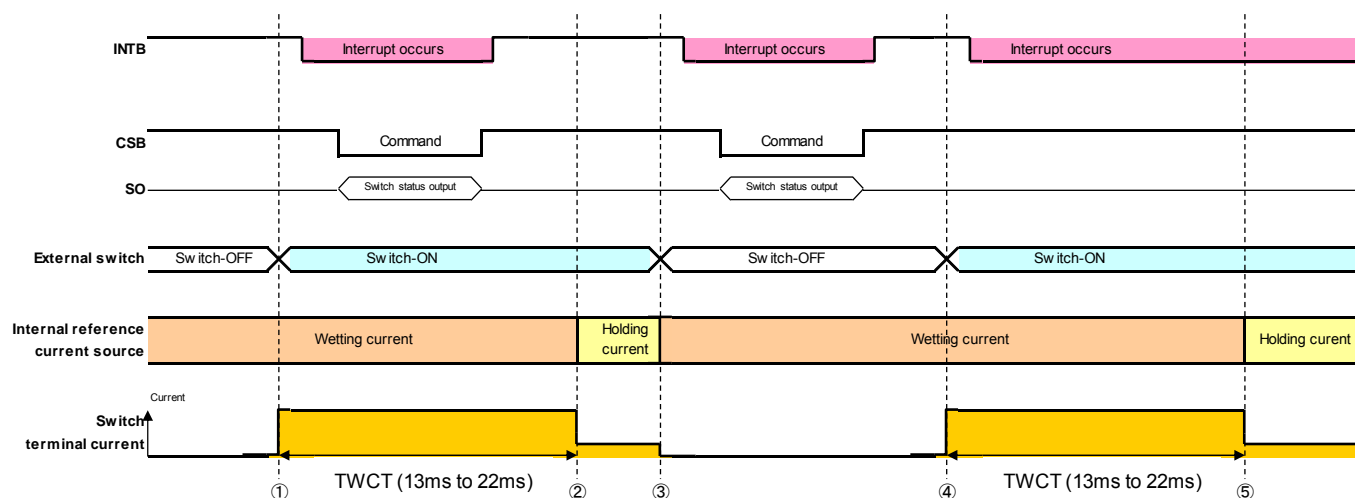 INTB
Interrupt occurs
Interrupt occurs
Interrupt occurs
CSB
Command
Command
SO
Switch status output
Switch status output
External switch
Switch-OFF
Switch-ON
Switch-OFF
Switch-ON
Internal reference
current source
Wetting current
Holding
current
Wetting current
Holding curent
Current
Switch
terminal current
TWCT (13ms to 22ms)
TWCT (13ms to 22ms)
① ② ③ ④ ⑤